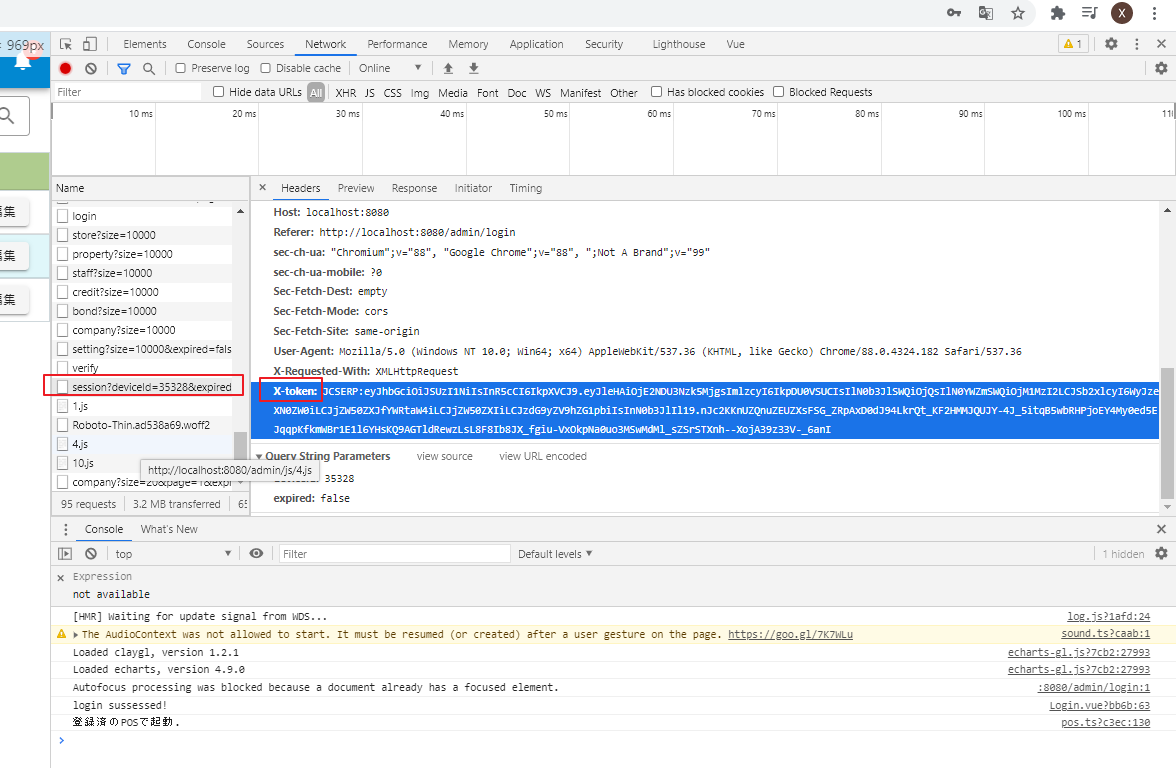 X
969px
Elements Console Sources Network Performance Memory Application Security Lighthouse Vue 1
Preserve log Disable cache Online
Filter Hide data URLs All XHR JS CSS Img Media Font Doc WS Manifest Other Has blocked cookies Blocked Requests
10 ms 20 ms 30 ms 40 ms 50 ms 60 ms 70 ms 80 ms 90 ms 100 ms
Name
login
store?size=10000
property?size=10000
staff?size=10000
credit?size=10000
bond?size=10000
company?size=10000
setting?size=10000&expired=fals
verify
session?deviceId=35328&expired
1.js
Roboto-Thin.ad538a69.woff2
4.js
10.js
http://localhost:8080/admin/js/4.js
company?size=20&page=1&expi
95 requests 3.2 MB transferred
集
集
集
Headers Preview Response Initiator Timing
Host: localhost:8080
Referer: http://localhost:8080/admin/login
sec-ch-ua: "Chromium";v="88", "Google Chrome";v="88", ";Not A Brand";v="99"
sec-ch-ua-mobile: ?0
Sec-Fetch-Dest: empty
Sec-Fetch-Mode: cors
Sec-Fetch-Site: same-origin
User-Agent: Mozilla/5.0 (Windows NT 10.0; Win64; x64) AppleWebKit/537.36 (KHTML, like Gecko) Chrome/88.0.4324.182 Safari/537.36
X-Requested-With: XMLHttpRequest
X-token:
Query String Parameters view source view URL encoded
35328
expired: false
Console What's New
top Filter Default levels 1 hidden
Expression
not available
[HMR] Waiting for update signal from WDS... log.js?1afd:24
The AudioContext was not allowed to start. It must be resumed (or created) after a user gesture on the page. https://goo.gl/7K7WLu sound.ts?caab:1
Loaded claygl, version 1.2.1 echarts-gl.js?7cb2:27993
Loaded echarts, version 4.9.0 echarts-gl.js?7cb2:27993
Autofocus processing was blocked because a document already has a focused element. :8080/admin/login:1
login sussessed! Login.vue?bb6b:63
登録済のPOSで起動. pos.ts?c3ec:130